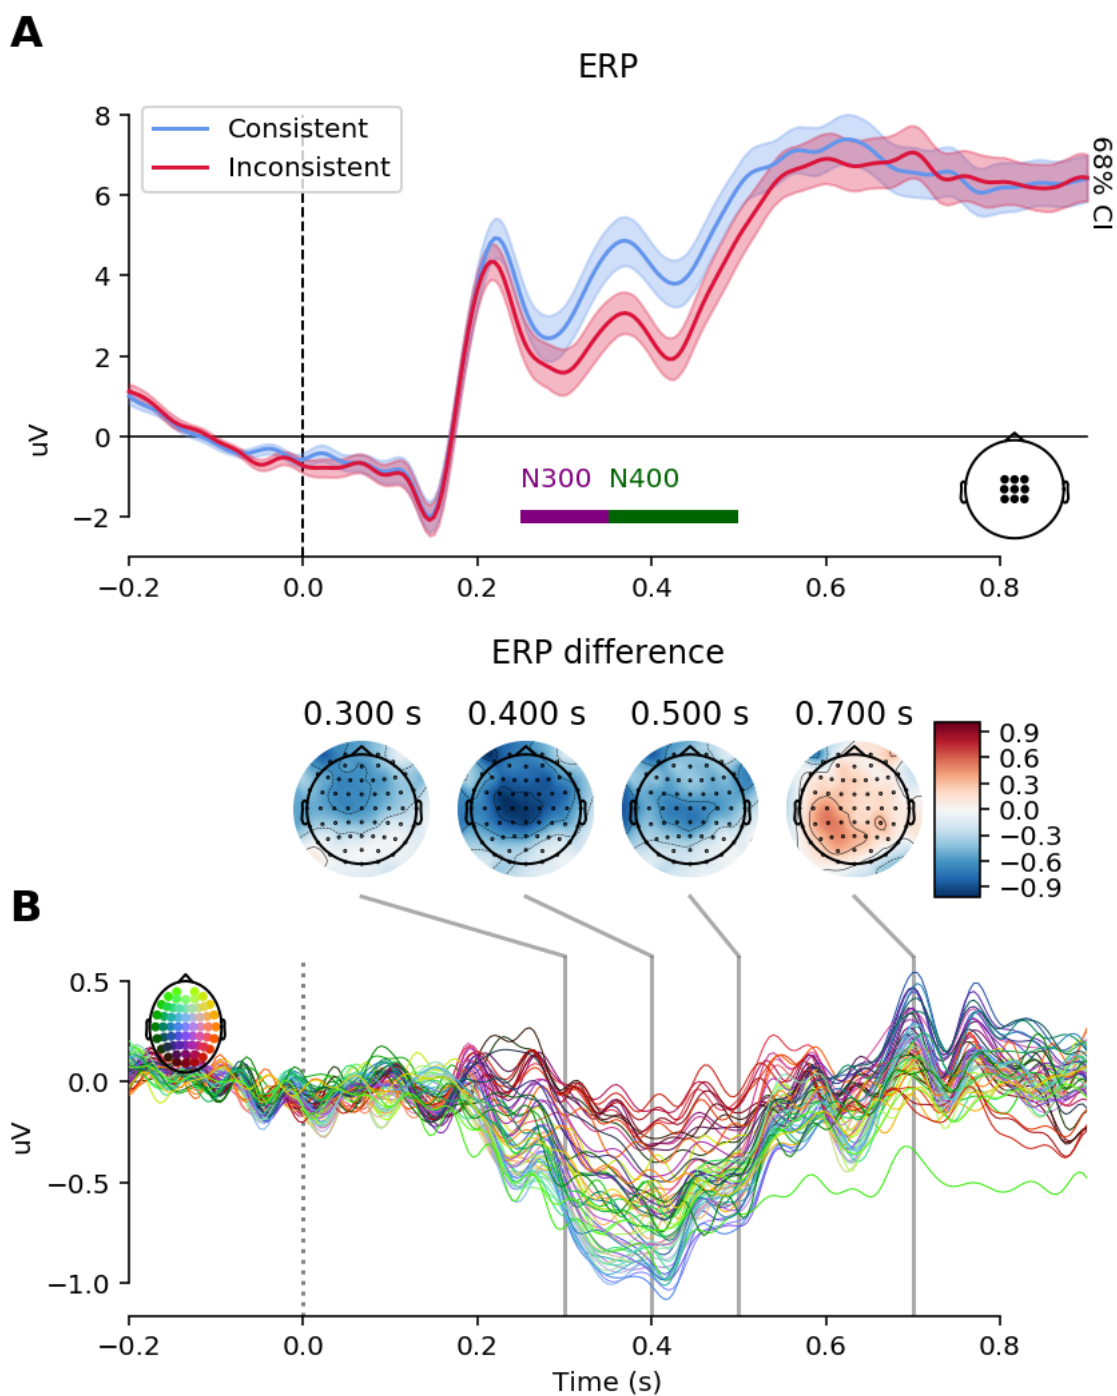 A
ERP
8
6
4
2
0
−2
uV
Consistent
Inconsistent
68% CI
N300 N400
−0.2 0.0 0.2 0.4 0.6 0.8
ERP difference
0.300 s 0.400 s 0.500 s 0.700 s
0.9
0.6
0.3
0.0
−0.3
−0.6
−0.9
B
0.5
0.0
−0.5
−1.0
uV
−0.2 0.0 0.2 0.4 0.6 0.8
Time (s)